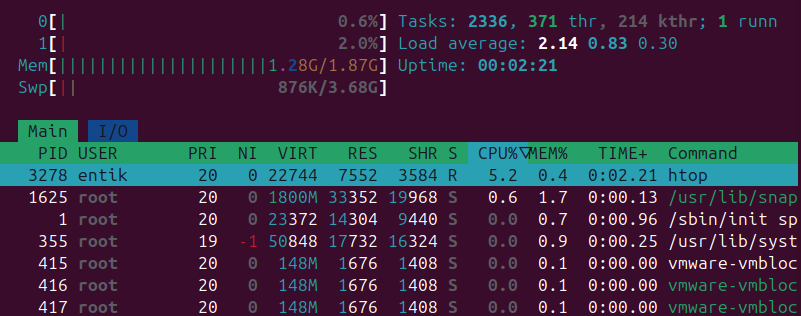 0[| 0.6%] Tasks: 2336, 371 thr, 214 kthr; 1 runn
1[| 2.0%] Load average: 2.14 0.83 0.30
Mem[|||||||||||||||||||||1.28G/1.87G] Uptime: 00:02:21
Swp[|| 876K/3.68G]
Main I/O
PID USER PRI NI VIRT RES SHR S CPU%▽MEM% TIME+ Command
3278 entik 20 0 22744 7552 3584 R 5.2 0.4 0:02.21 htop
1625 root 20 0 1800M 33352 19968 S 0.6 1.7 0:00.13 /usr/lib/snap
1 root 20 0 23372 14304 9440 S 0.0 0.7 0:00.96 /sbin/init sp
355 root 19 -1 50848 17732 16324 S 0.0 0.9 0:00.25 /usr/lib/syst
415 root 20 0 148M 1676 1408 S 0.0 0.1 0:00.00 vmware-vmbloc
416 root 20 0 148M 1676 1408 S 0.0 0.1 0:00.00 vmware-vmbloc
417 root 20 0 148M 1676 1408 S 0.0 0.1 0:00.00 vmware-vmbloc